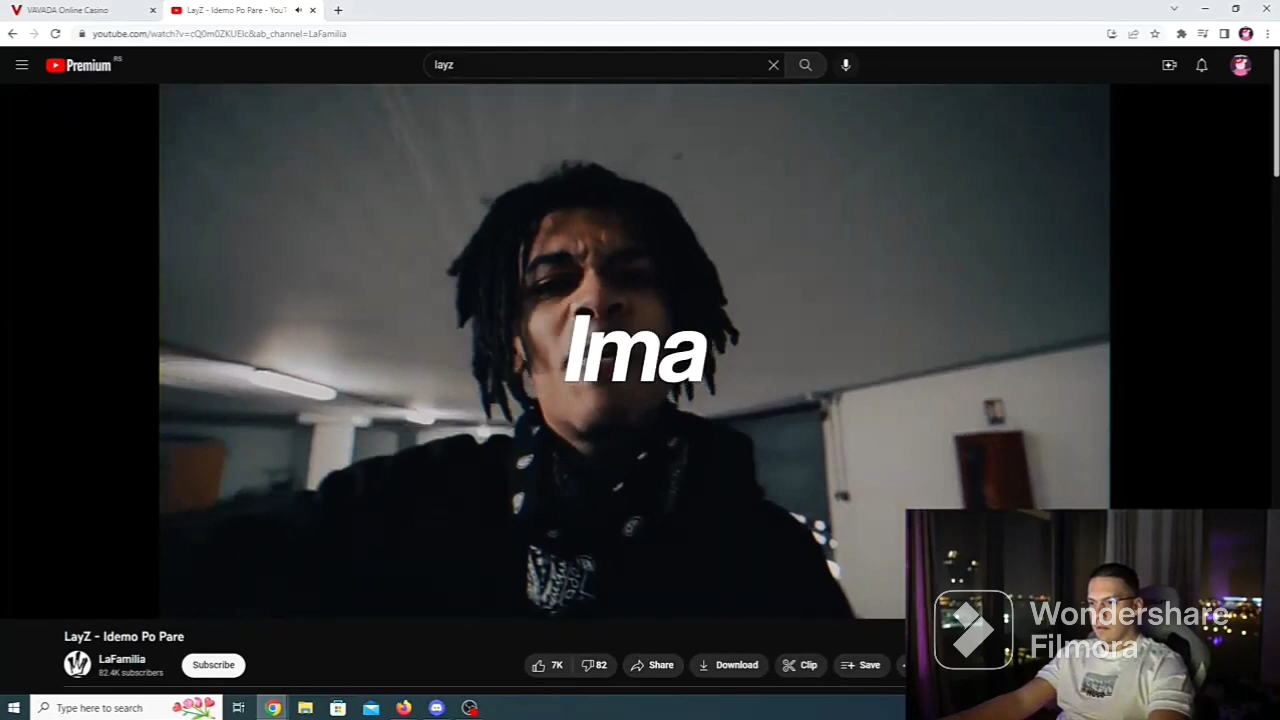 VAVADA Online Casino
LayZ - Idemo Po Pare - YouT
youtube.com/watch?v=cQ0m0ZKUElc&ab_channel=LaFamilia
Premium RS
layz
Ima
LayZ - Idemo Po Pare
LaFamilia
82.4K subscribers
Subscribe
7K
82
Share
Download
Clip
Save
Wondershare
Filmora
Type here to search